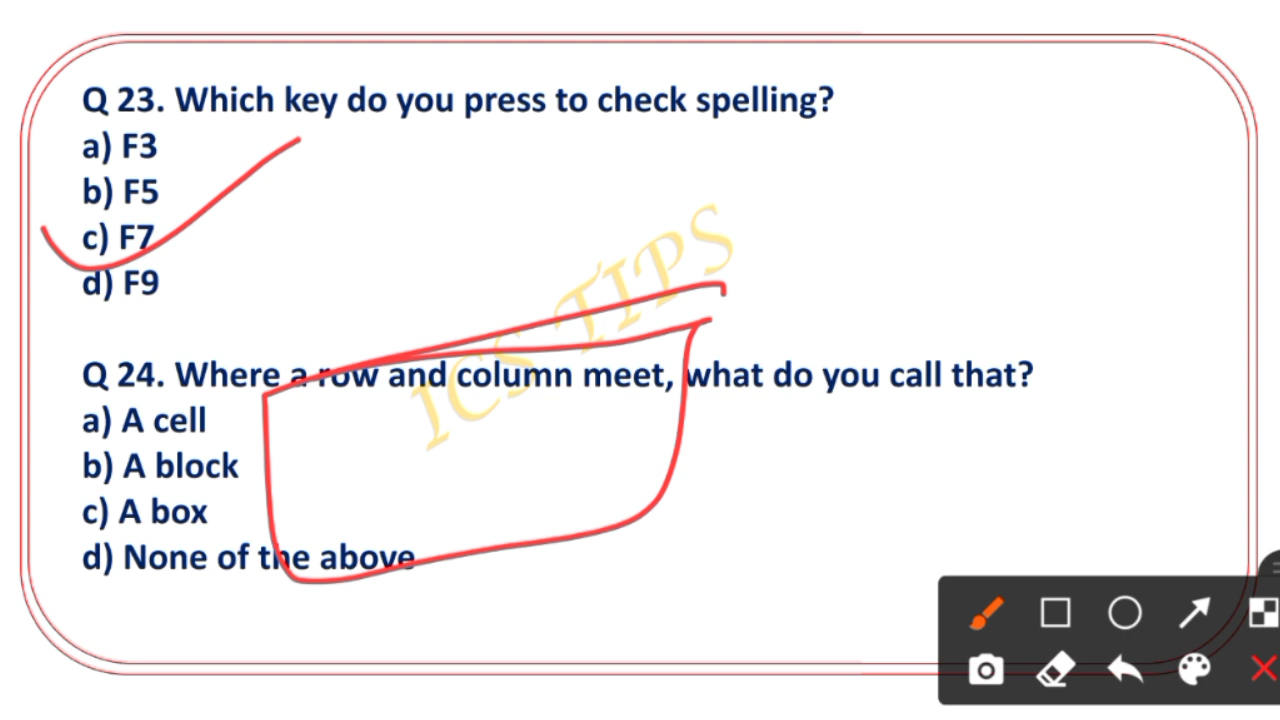 Q 23. Which key do you press to check spelling?
a) F3
b) F5
c) F7
d) F9
ICS TIPS
Q 24. Where a row and column meet, what do you call that?
a) A cell
b) A block
c) A box
d) None of the above